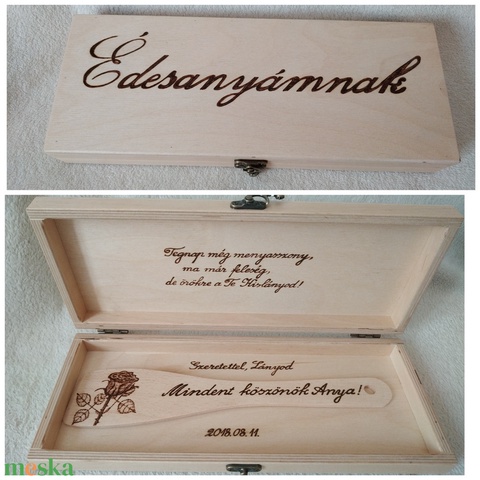 Édesanyámnak
Tegnap még menyasszony,
ma már feleség,
de örökre a Te Kislányod!
Szeretettel, Lányod
Mindent köszönök Anya!
2018.08.11.
meska